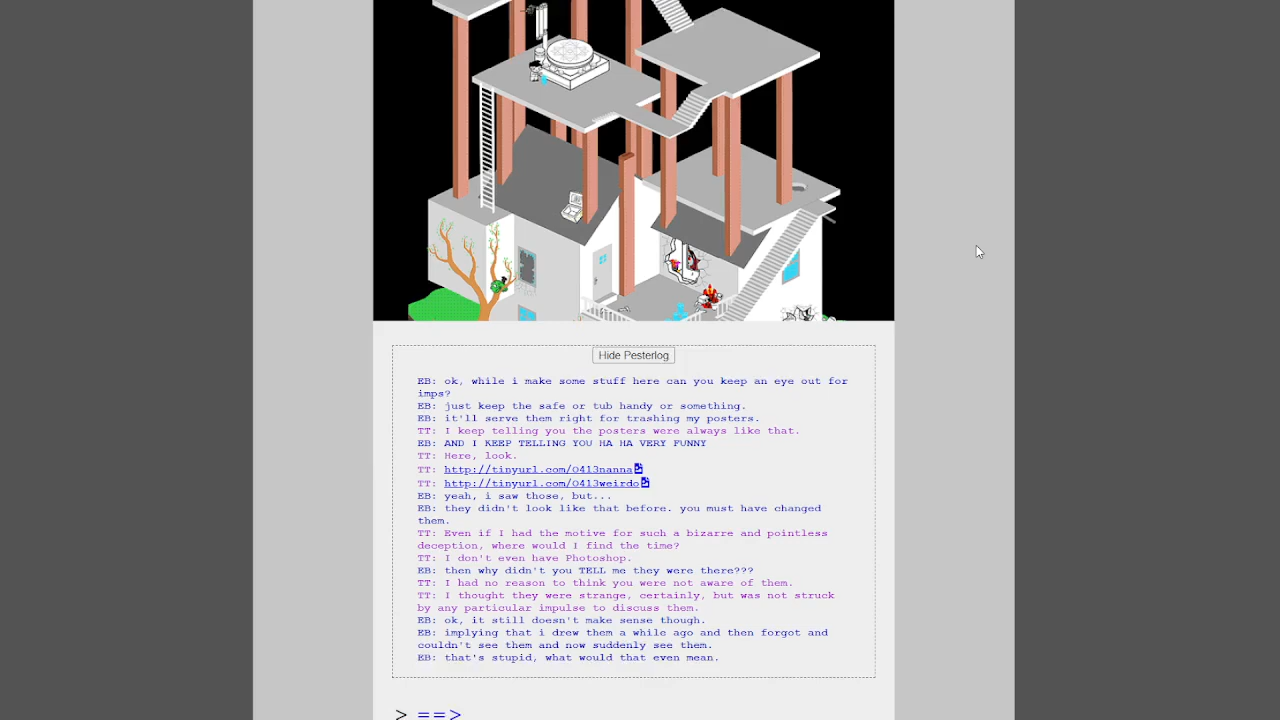 Hide Pesterlog
EB: ok, while i make some stuff here can you keep an eye out for
imps?
EB: just keep the safe or tub handy or something.
EB: it'll serve them right for trashing my posters.
TT: I keep telling you the posters were always like that.
EB: AND I KEEP TELLING YOU HA HA VERY FUNNY
TT: Here, look.
TT: http://tinyurl.com/0413nanna
TT: http://tinyurl.com/0413weirdo
EB: yeah, i saw those, but...
EB: they didn't look like that before. you must have changed
them.
TT: Even if I had the motive for such a bizarre and pointless
deception, where would I find the time?
TT: I don't even have Photoshop.
EB: then why didn't you TELL me they were there???
TT: I had no reason to think you were not aware of them.
TT: I thought they were strange, certainly, but was not struck
by any particular impulse to discuss them.
EB: ok, it still doesn't make sense though.
EB: implying that i drew them a while ago and then forgot and
couldn't see them and now suddenly see them.
EB: that's stupid, what would that even mean.
> ==>